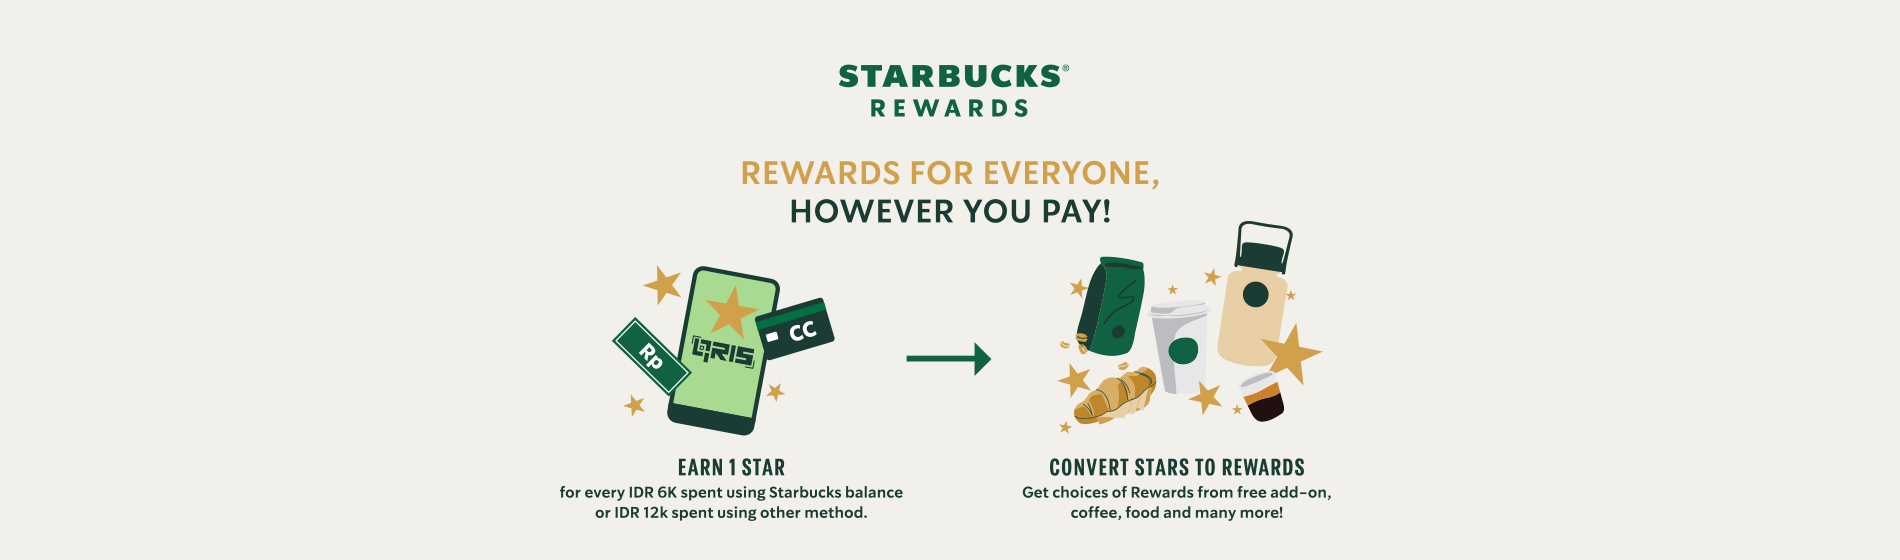 STARBUCKS®
REWARDS
REWARDS FOR EVERYONE,
HOWEVER YOU PAY!
Rp
QRIS
CC
EARN 1 STAR
for every IDR 6K spent using Starbucks balance
or IDR 12k spent using other method.
CONVERT STARS TO REWARDS
Get choices of Rewards from free add-on,
coffee, food and many more!